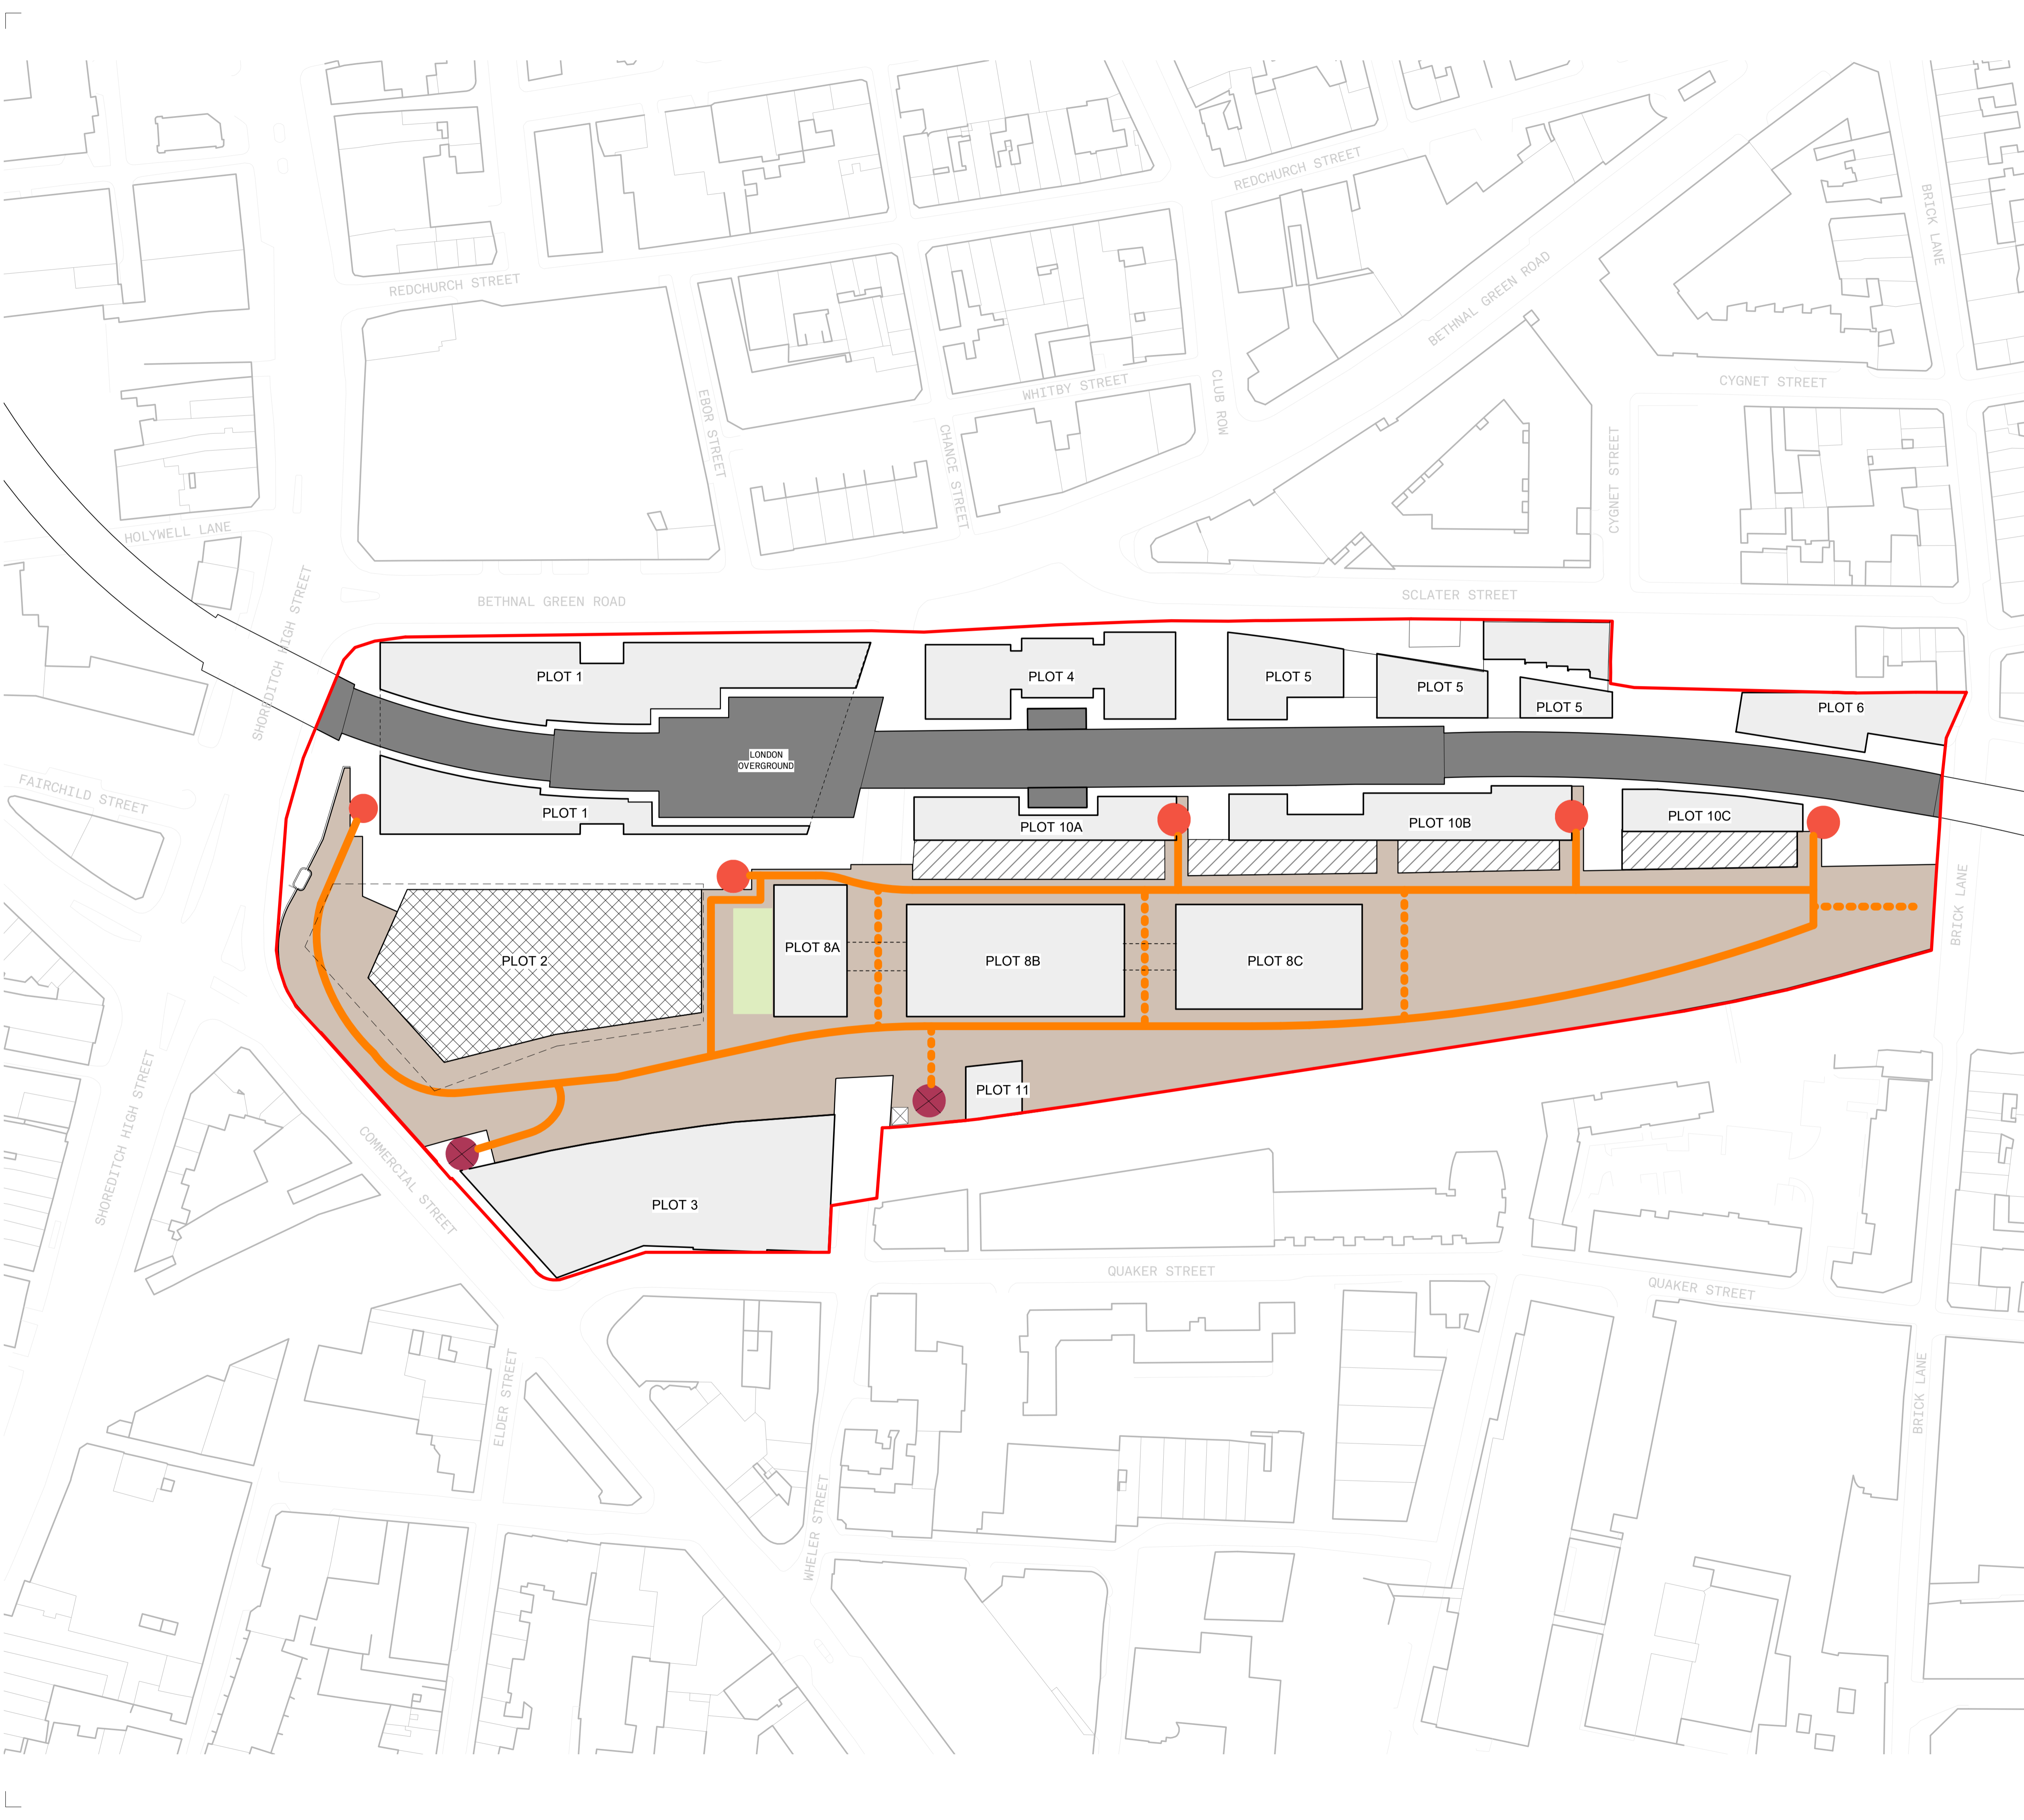 REDCHURCH STREET
BRICK LANE
REDCHURCH STREET
BETHNAL GREEN ROAD
WHITBY STREET
CLUB ROW
CYGNET STREET
EBOR STREET
CHANCE STREET
CYGNET STREET
HOLYWELL LANE
SHOREDITCH HIGH STREET
BETHNAL GREEN ROAD
SCLATER STREET
PLOT 1
PLOT 4
PLOT 5
PLOT 5
PLOT 5
PLOT 6
LONDON
OVERGROUND
FAIRCHILD STREET
PLOT 1
PLOT 10A
PLOT 10B
PLOT 10C
BRICK LANE
PLOT 2
PLOT 8A
PLOT 8B
PLOT 8C
PLOT 11
SHOREDITCH HIGH STREET
COMMERCIAL STREET
PLOT 3
QUAKER STREET
QUAKER STREET
ELDER STREET
BRICK LANE
WHELER STREET